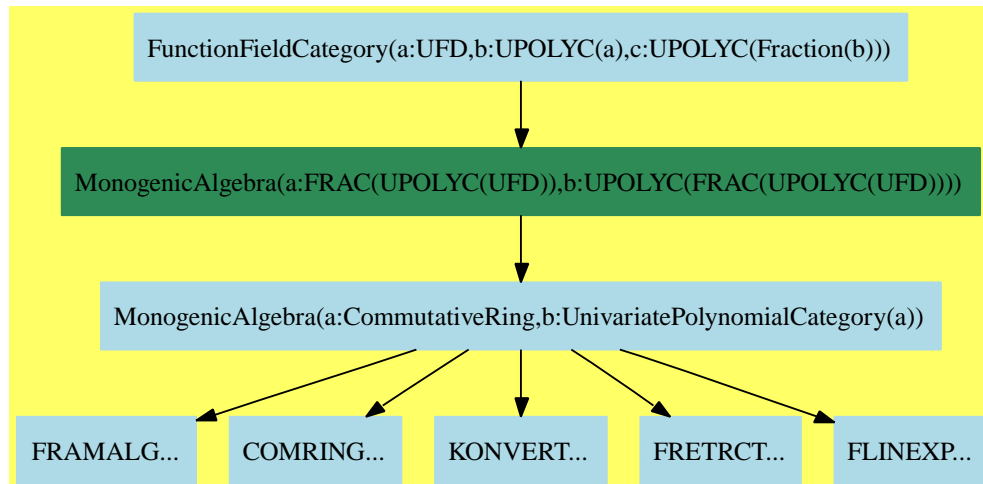 FunctionFieldCategory(a:UFD,b:UPOLYC(a),c:UPOLYC(Fraction(b)))
MonogenicAlgebra(a:FRAC(UPOLYC(UFD)),b:UPOLYC(FRAC(UPOLYC(UFD))))
MonogenicAlgebra(a:CommutativeRing,b:UnivariatePolynomialCategory(a))
FRAMALG... COMRING... KONVERT... FRETRCT... FLINEXP...